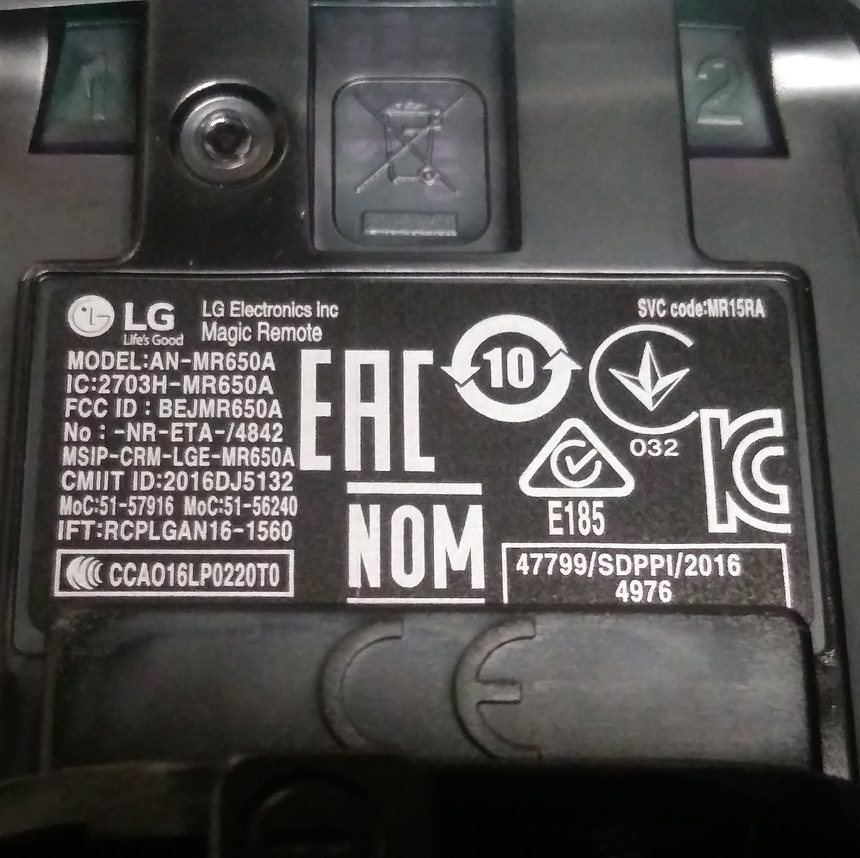 1
2
LG
Life's Good
LG Electronics Inc
Magic Remote
SVC code:MR15RA
MODEL:AN-MR650A
IC:2703H-MR650A
FCC ID : BEJMR650A
No : -NR-ETA-/4842
MSIP-CRM-LGE-MR650A
CMIIT ID:2016DJ5132
MoC:51-57916 MoC:51-56240
IFT:RCPLGAN16-1560
CCAO16LP0220T0
EAC
10
032
E185
KC
NOM
47799/SDPPI/2016
4976
CE